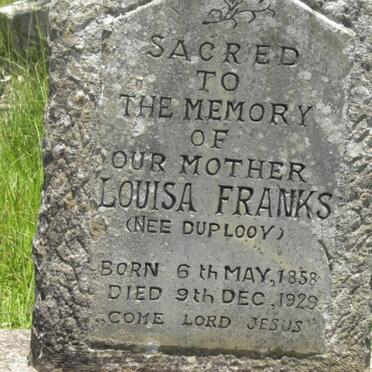 SACRED
TO
THE MEMORY
OF
OUR MOTHER
LOUISA FRANKS
(NEE DUPLOOY)
BORN 6th MAY, 1858
DIED 9th DEC, 1929
„COME LORD JESUS"